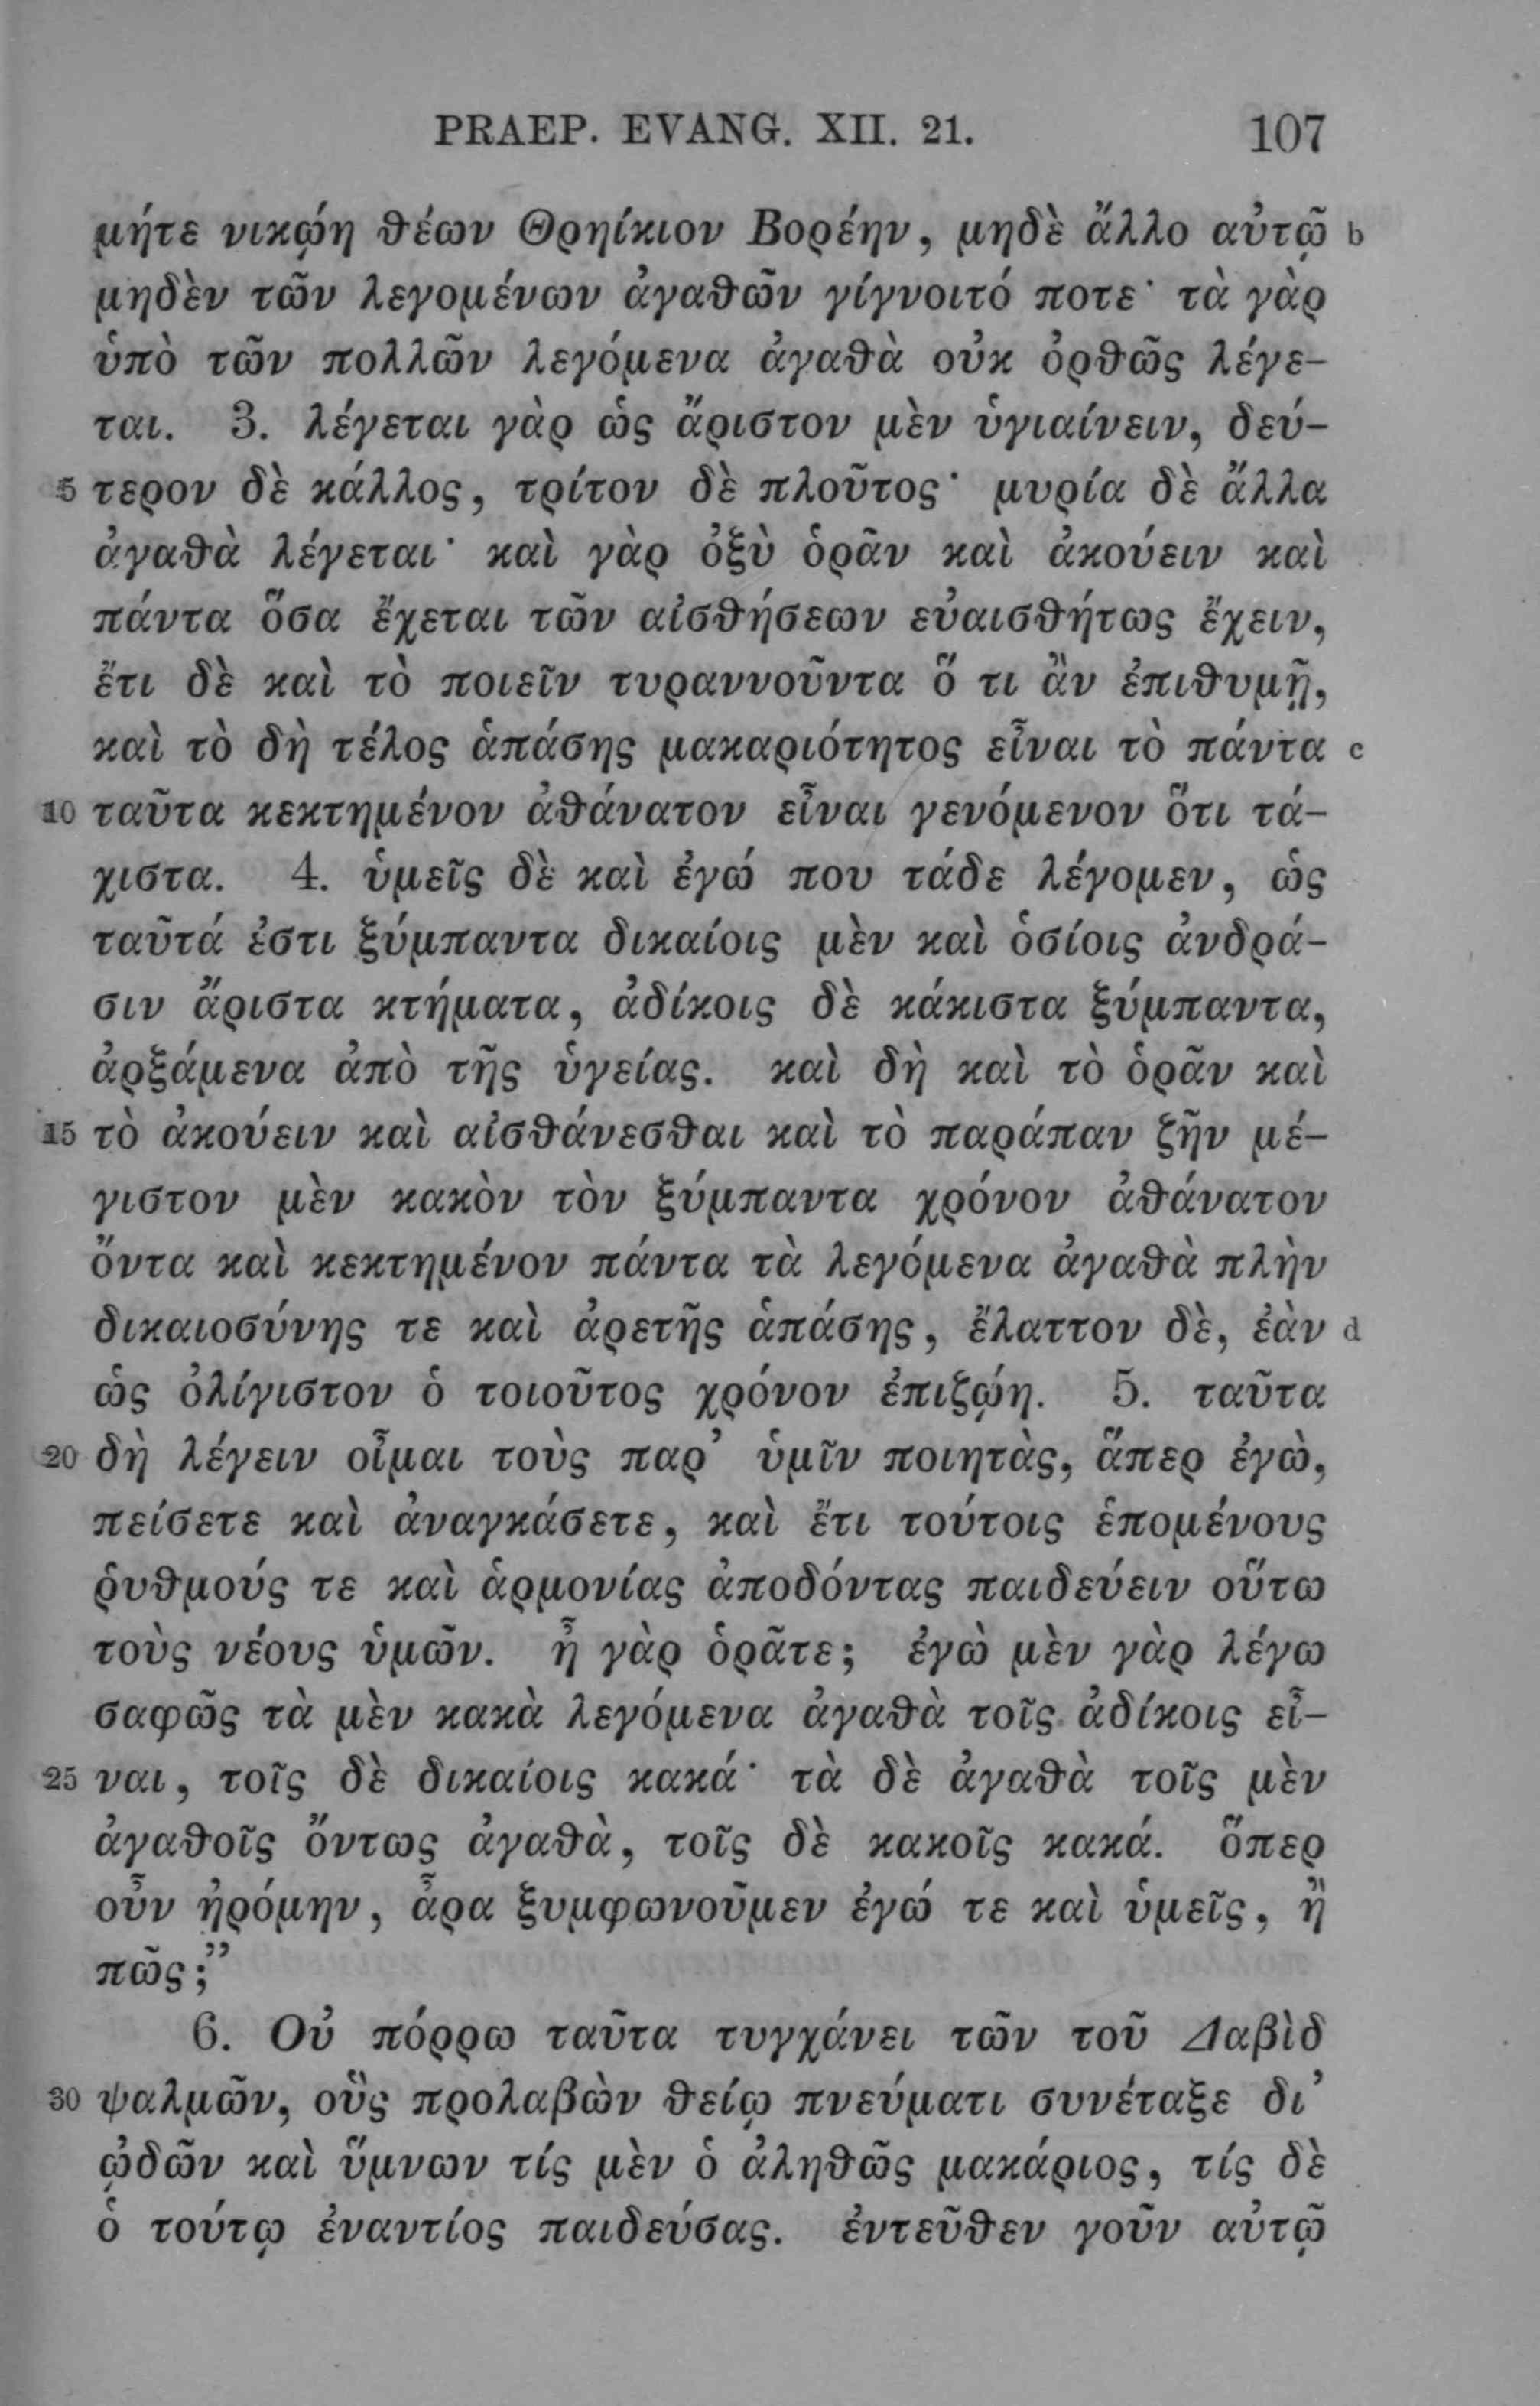 PRAEP. EVANG. XII. 21. 107
μήτε νικῴη θέων Θρηίκιον Βορέην, μηδὲ ἄλλο αὐτῷ b
μηδὲν τῶν λεγομένων ἀγαθῶν γίγνοιτό ποτε· τὰ γὰρ
ὑπὸ τῶν πολλῶν λεγόμενα ἀγαθὰ οὐκ ὀρθῶς λέγε-
ται. 3. λέγεται γὰρ ὡς ἄριστον μὲν ὑγιαίνειν, δεύ-
5 τερον δὲ κάλλος, τρίτον δὲ πλοῦτος· μυρία δὲ ἄλλα
ἀγαθὰ λέγεται· καὶ γὰρ ὀξὺ ὁρᾶν καὶ ἀκούειν καὶ
πάντα ὅσα ἔχεται τῶν αἰσθήσεων εὐαισθήτως ἔχειν,
ἔτι δὲ καὶ τὸ ποιεῖν τυραννοῦντα ὅ τι ἂν ἐπιθυμῇ,
καὶ τὸ δὴ τέλος ἁπάσης μακαριότητος εἶναι τὸ πάντα c
10 ταῦτα κεκτημένον ἀθάνατον εἶναι γενόμενον ὅτι τά-
χιστα. 4. ὑμεῖς δὲ καὶ ἐγώ που τάδε λέγομεν, ὡς
ταῦτά ἐστι ξύμπαντα δικαίοις μὲν καὶ ὁσίοις ἀνδρά-
σιν ἄριστα κτήματα, ἀδίκοις δὲ κάκιστα ξύμπαντα,
ἀρξάμενα ἀπὸ τῆς ὑγείας. καὶ δὴ καὶ τὸ ὁρᾶν καὶ
15 τὸ ἀκούειν καὶ αἰσθάνεσθαι καὶ τὸ παράπαν ζῆν μέ-
γιστον μὲν κακὸν τὸν ξύμπαντα χρόνον ἀθάνατον
ὄντα καὶ κεκτημένον πάντα τὰ λεγόμενα ἀγαθὰ πλὴν
δικαιοσύνης τε καὶ ἀρετῆς ἁπάσης, ἔλαττον δὲ, ἐὰν d
ὡς ὀλίγιστον ὁ τοιοῦτος χρόνον ἐπιζῴη. 5. ταῦτα
20 δὴ λέγειν οἶμαι τοὺς παρ’ ὑμῖν ποιητὰς, ἅπερ ἐγὼ,
πείσετε καὶ ἀναγκάσετε, καὶ ἔτι τούτοις ἑπομένους
ῥυθμούς τε καὶ ἁρμονίας ἀποδόντας παιδεύειν οὕτω
τοὺς νέους ὑμῶν. ἦ γὰρ ὁρᾶτε; ἐγὼ μὲν γὰρ λέγω
σαφῶς τὰ μὲν κακὰ λεγόμενα ἀγαθὰ τοῖς ἀδίκοις εἶ-
25 ναι, τοῖς δὲ δικαίοις κακά· τὰ δὲ ἀγαθὰ τοῖς μὲν
ἀγαθοῖς ὄντως ἀγαθὰ, τοῖς δὲ κακοῖς κακά. ὅπερ
οὖν ἠρόμην, ἆρα ξυμφωνοῦμεν ἐγώ τε καὶ ὑμεῖς, ἢ
πῶς;”
6. Οὐ πόρρω ταῦτα τυγχάνει τῶν τοῦ Δαβὶδ
30 ψαλμῶν, οὓς προλαβὼν θείῳ πνεύματι συνέταξε δι’
ᾠδῶν καὶ ὕμνων τίς μὲν ὁ ἀληθῶς μακάριος, τίς δὲ
ὁ τούτῳ ἐναντίος παιδεύσας. ἐντεῦθεν γοῦν αὐτῷ